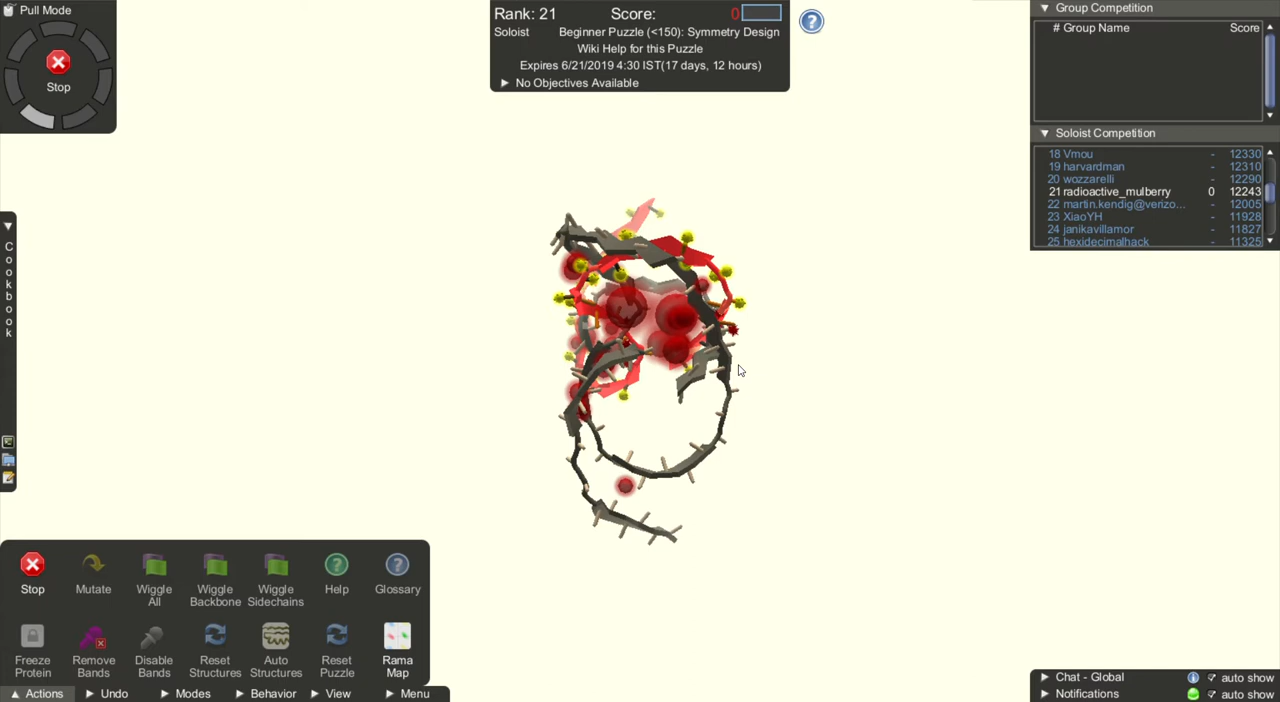 Pull Mode
Stop
Rank: 21 Score: 0
Soloist Beginner Puzzle (<150): Symmetry Design
Wiki Help for this Puzzle
Expires 6/21/2019 4:30 IST(17 days, 12 hours)
No Objectives Available
?
Group Competition
# Group Name Score
Soloist Competition
18 Vmou - 12330
19 harvardman - 12310
20 wozzarelli - 12290
21 radioactive_mulberry 0 12243
22 martin.kendig@verizo... - 12005
23 XiaoYH - 11928
24 janikavillamor - 11827
25 hexidecimalhack - 11325
Cookbook
Stop Mutate Wiggle All Wiggle Backbone Wiggle Sidechains Help Glossary
Freeze Protein Remove Bands Disable Bands Reset Structures Auto Structures Reset Puzzle Rama Map
Actions Undo Modes Behavior View Menu
Chat - Global auto show
Notifications auto show